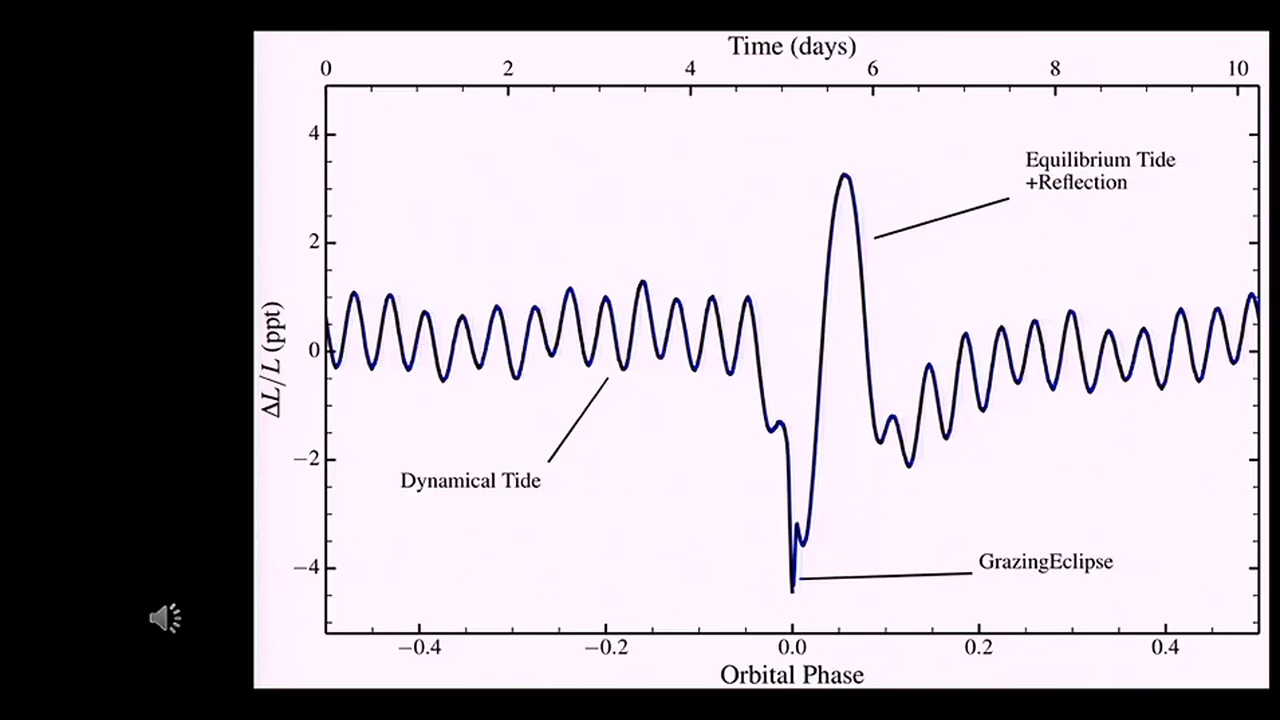 Time (days)
0 2 4 6 8 10
4
2
0
−2
−4
ΔL/L (ppt)
Equilibrium Tide
+Reflection
Dynamical Tide
GrazingEclipse
−0.4 −0.2 0.0 0.2 0.4
Orbital Phase